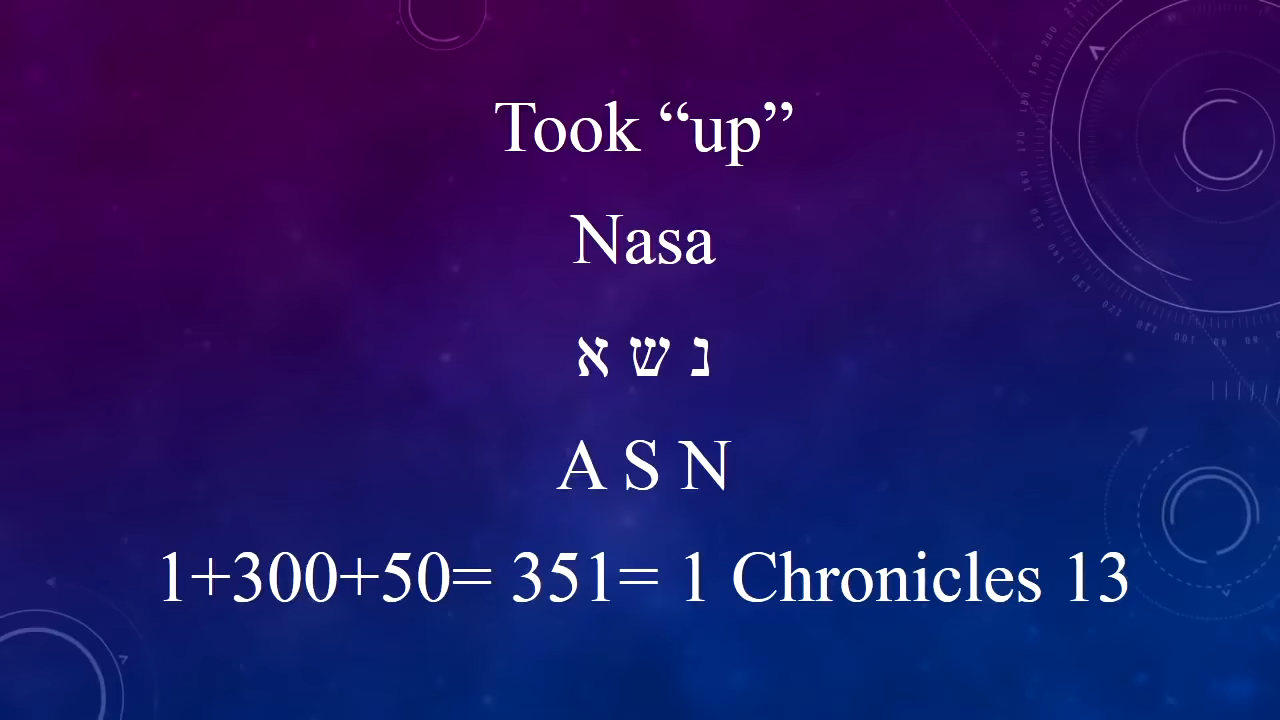 Took “up”
Nasa
נ ש א
A S N
1+300+50= 351= 1 Chronicles 13